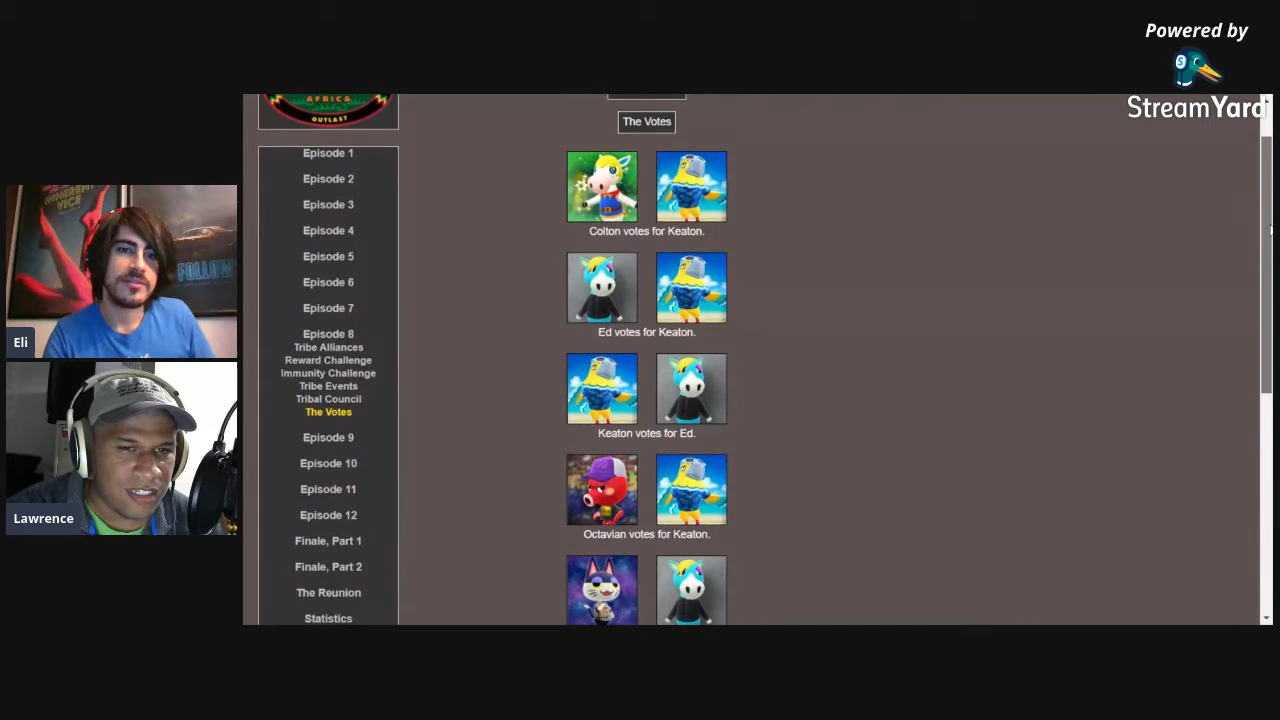 Powered by
StreamYard
AFRICA
OUTLAST
The Votes
Episode 1
Episode 2
Episode 3
Episode 4
Episode 5
Episode 6
Episode 7
Episode 8
Tribe Alliances
Reward Challenge
Immunity Challenge
Tribe Events
Tribal Council
The Votes
Episode 9
Episode 10
Episode 11
Episode 12
Finale, Part 1
Finale, Part 2
The Reunion
Statistics
Colton votes for Keaton.
Ed votes for Keaton.
Keaton votes for Ed.
Octavian votes for Keaton.
INHERENT
VICE
FOLLOW
Eli
Lawrence